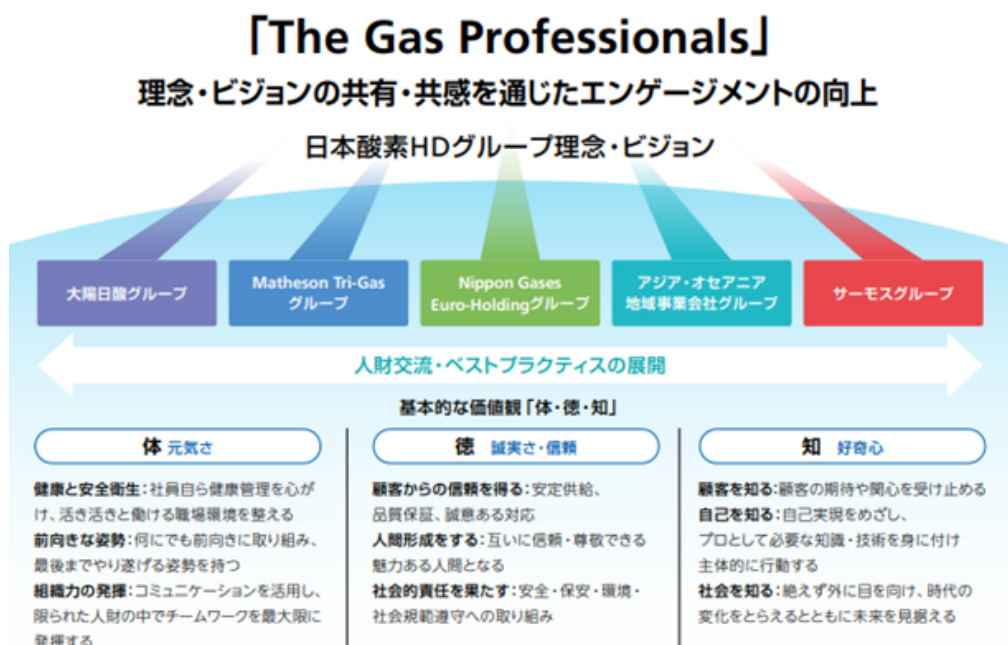 「The Gas Professionals」
理念・ビジョンの共有・共感を通じたエンゲージメントの向上
日本酸素HDグループ理念・ビジョン
大陽日酸グループ
Matheson Tri-Gas
グループ
Nippon Gases
Euro-Holdingグループ
アジア・オセアニア
地域事業会社グループ
サーモスグループ
人財交流・ベストプラクティスの展開
基本的な価値観「体・徳・知」
体 元気さ
健康と安全衛生：社員自ら健康管理を心が
け、活き活きと働ける職場環境を整える
前向きな姿勢：何にでも前向きに取り組み、
最後までやり遂げる姿勢を持つ
組織力の発揮：コミュニケーションを活用し、
限られた人財の中でチームワークを最大限に
発揮する
徳 誠実さ・信頼
顧客からの信頼を得る：安定供給、
品質保証、誠意ある対応
人間形成をする：互いに信頼・尊敬できる
魅力ある人間となる
社会的責任を果たす：安全・保安・環境・
社会規範遵守への取り組み
知 好奇心
顧客を知る：顧客の期待や関心を受け止める
自己を知る：自己実現をめざし、
プロとして必要な知識・技術を身に付け
主体的に行動する
社会を知る：絶えず外に目を向け、時代の
変化をとらえるとともに未来を見据える